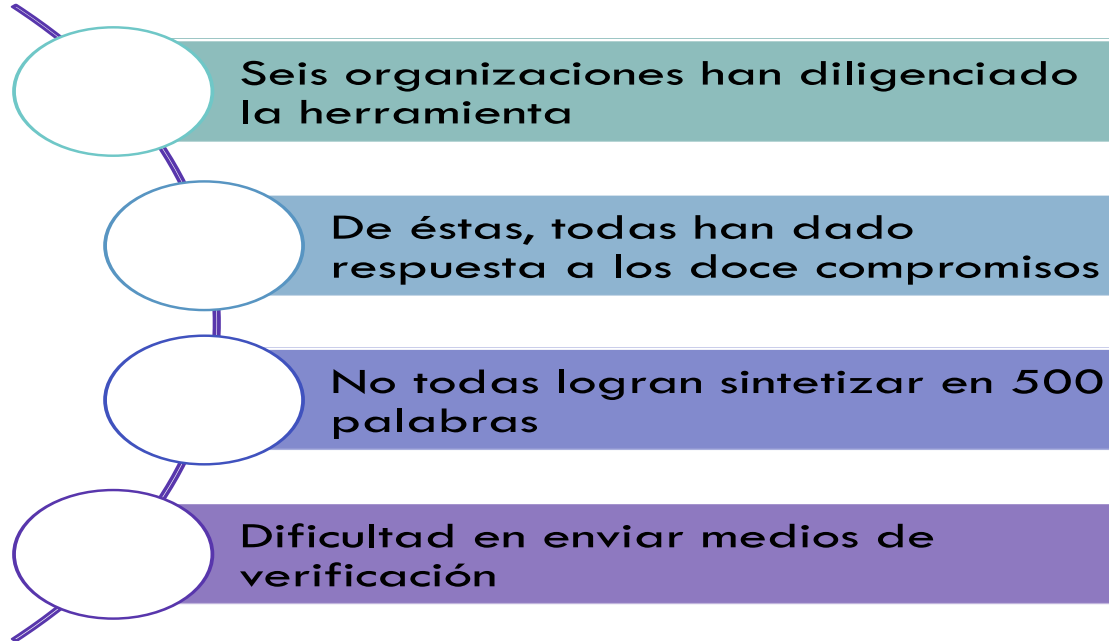 Seis organizaciones han diligenciado
la herramienta
De éstas, todas han dado
respuesta a los doce compromisos
No todas logran sintetizar en 500
palabras
Dificultad en enviar medios de
verificación